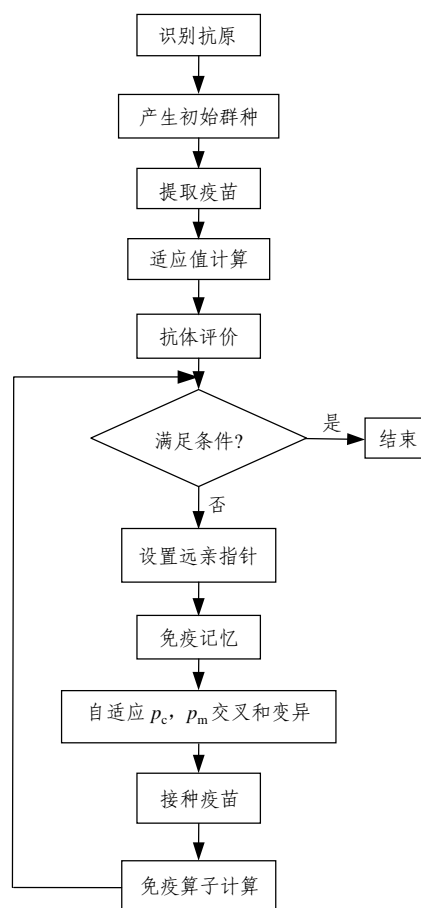 识别抗原
产生初始群种
提取疫苗
适应值计算
抗体评价
满足条件?
是
结束
否
设置远亲指针
免疫记忆
自适应 pc，pm 交叉和变异
接种疫苗
免疫算子计算